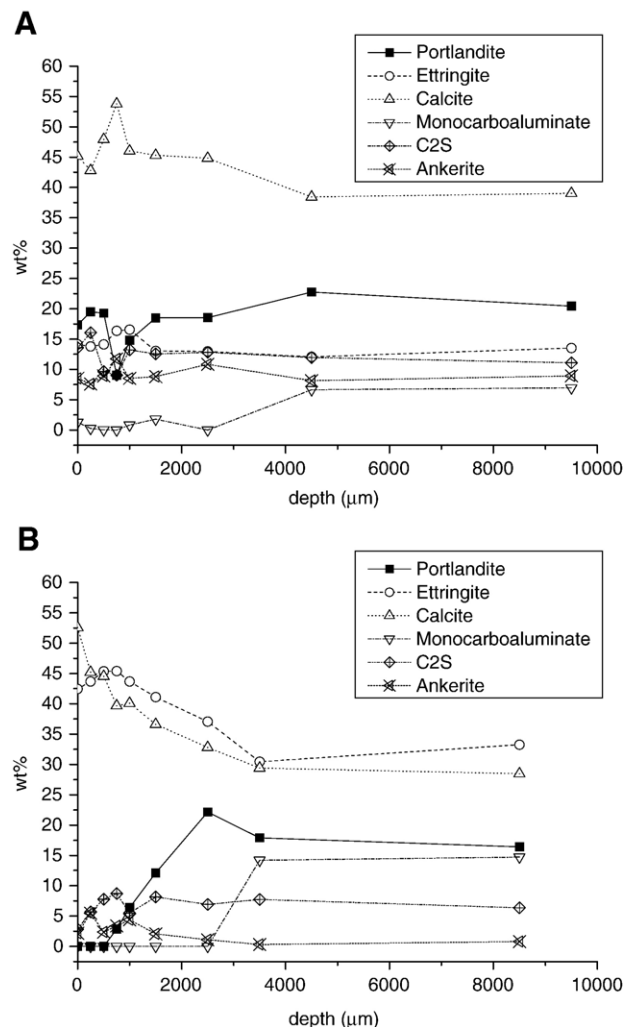 A
Portlandite
Ettringite
Calcite
Monocarboaluminate
C2S
Ankerite
60
55
50
45
40
35
30
25
20
15
10
5
0
wt%
0 2000 4000 6000 8000 10000
depth (μm)
B
Portlandite
Ettringite
Calcite
Monocarboaluminate
C2S
Ankerite
60
55
50
45
40
35
30
25
20
15
10
5
0
wt%
0 2000 4000 6000 8000 10000
depth (μm)